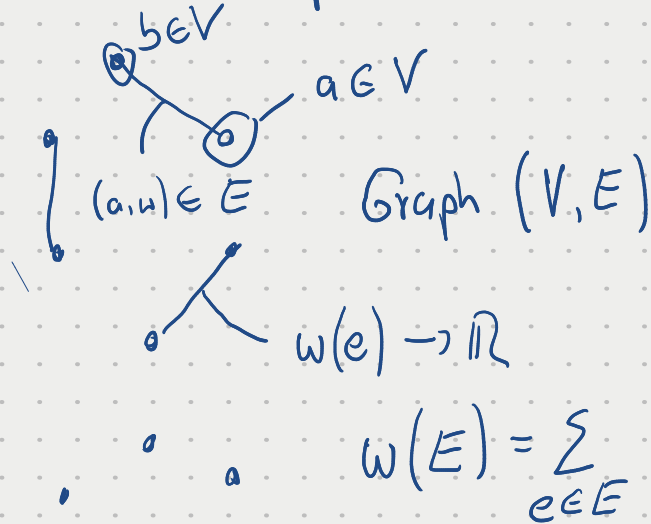 b∈V
a∈V
(a,w)∈E
Graph (V,E)
w(e)→ℝ
w(E)=∑
e∈E